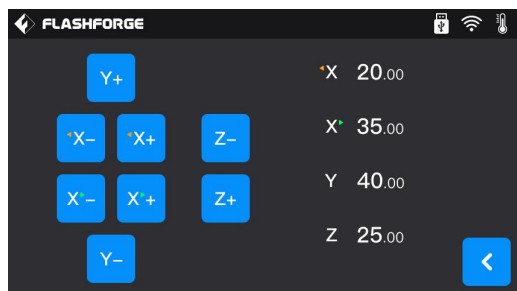 FLASHFORGE
Y+
X 20.00
X- X+ Z-
X 35.00
X- X+ Z+
Y 40.00
Z 25.00
Y-